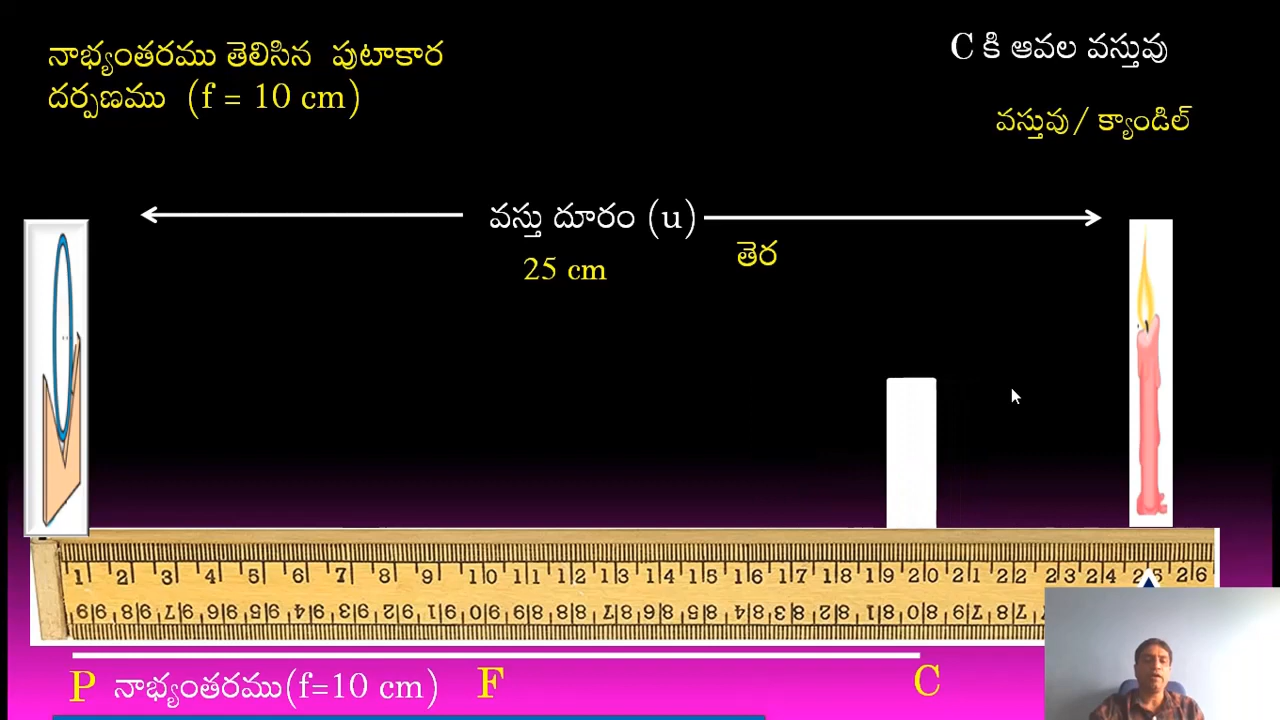 నాభ్యంతరము తెలిసిన పుటాకార
దర్పణము (f = 10 cm)
C కి ఆవల వస్తువు
వస్తువు/ క్యాండిల్
వస్తు దూరం (u)
25 cm
తెర
1 2 3 4 5 6 7 8 9 10 11 12 13 14 15 16 17 18 19 20 21 22 23 24 25 26
P నాభ్యంతరము(f=10 cm) F C